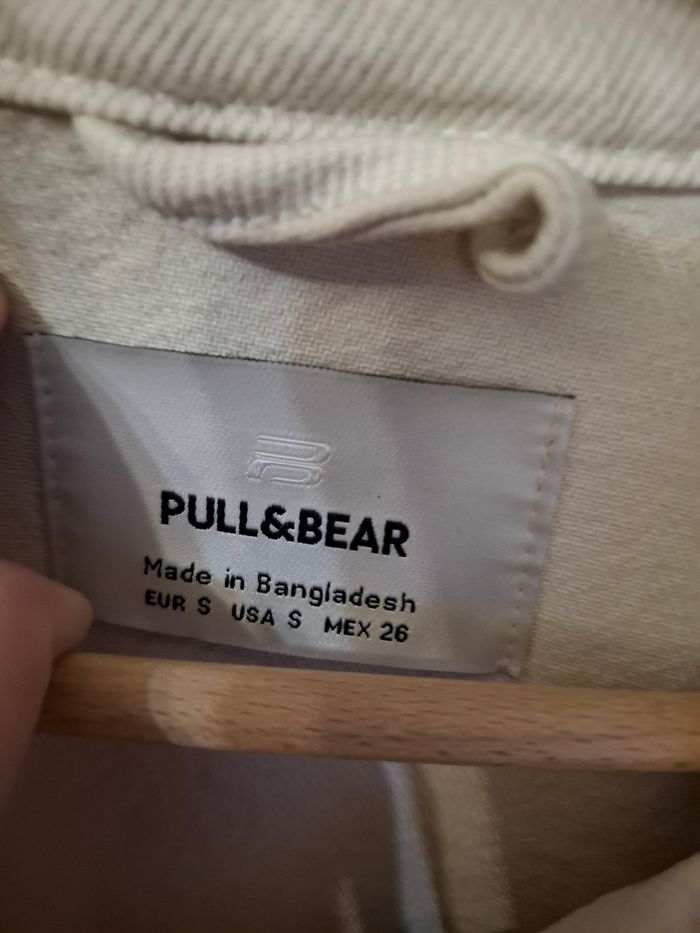 PULL&BEAR
Made in Bangladesh
EUR S USA S MEX 26